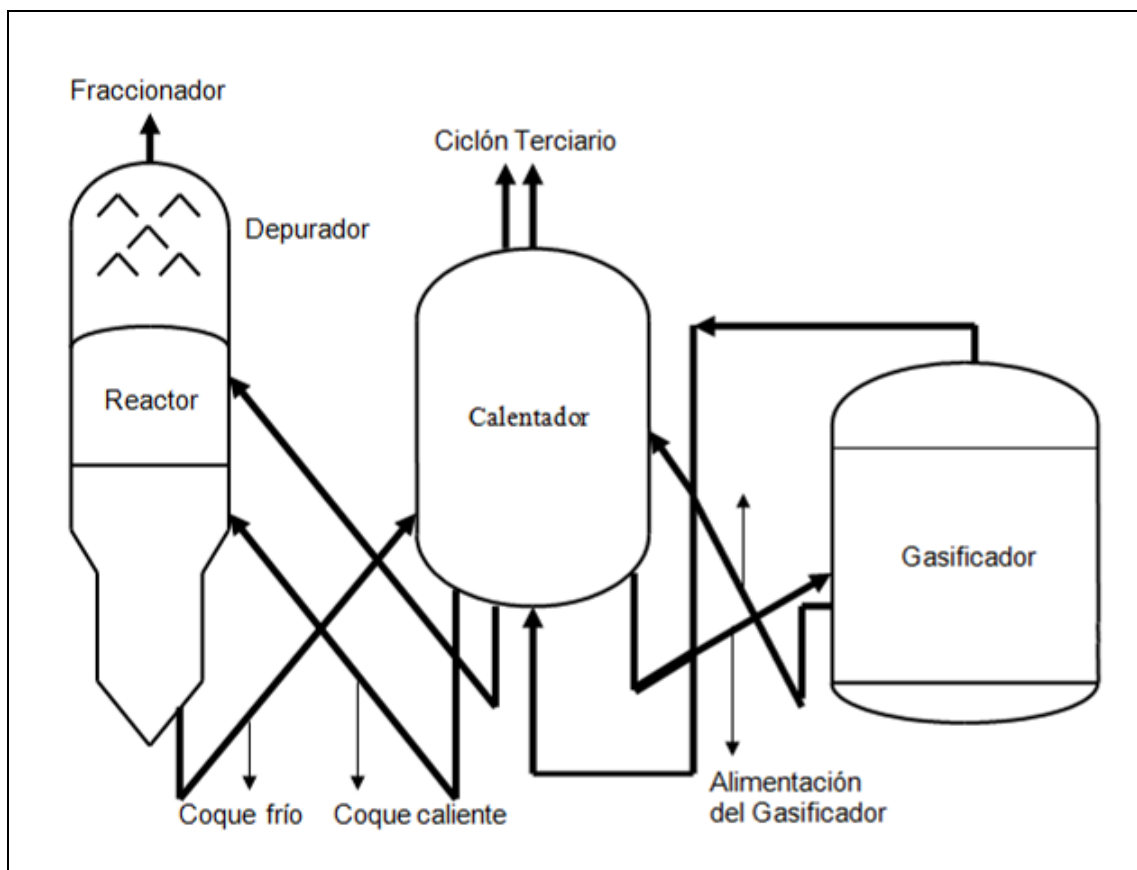 Fraccionador
Ciclón Terciario
Depurador
Reactor
Calentador
Gasificador
Alimentación
del Gasificador
Coque frío
Coque caliente